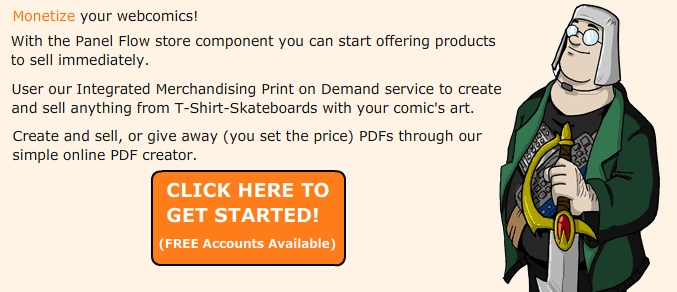 Monetize your webcomics!
With the Panel Flow store component you can start offering products
to sell immediately.
User our Integrated Merchandising Print on Demand service to create
and sell anything from T-Shirt-Skateboards with your comic's art.
Create and sell, or give away (you set the price) PDFs through our
simple online PDF creator.
CLICK HERE TO
GET STARTED!
(FREE Accounts Available)